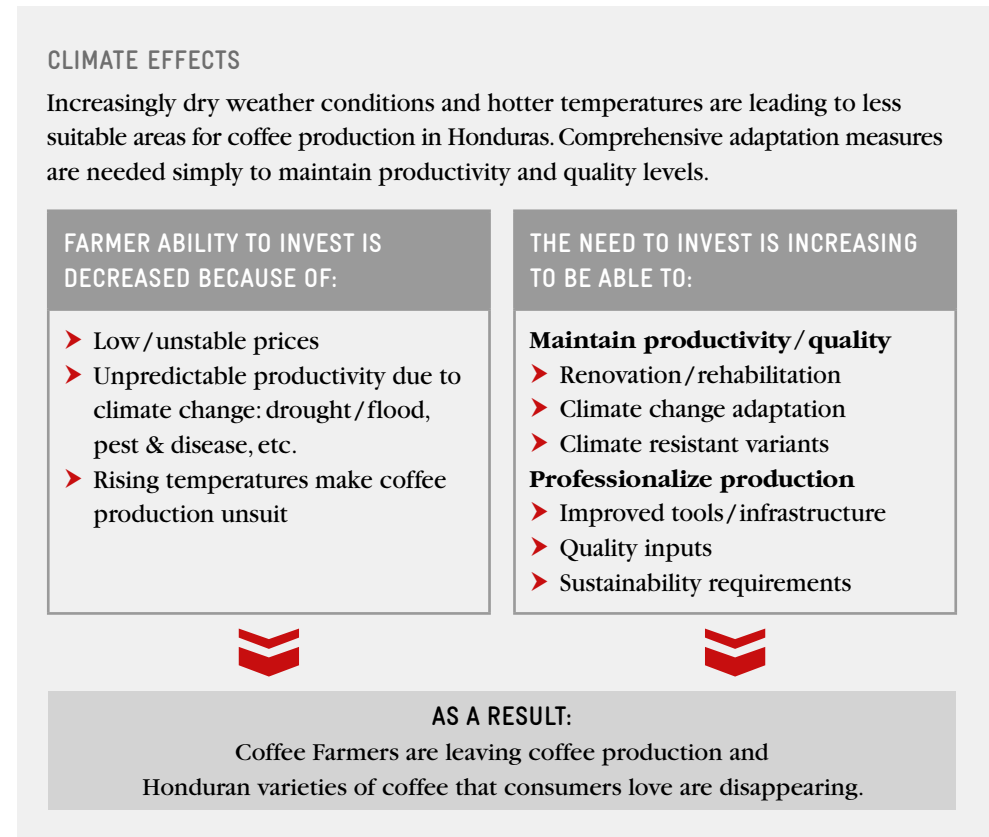 CLIMATE EFFECTS
Increasingly dry weather conditions and hotter temperatures are leading to less
suitable areas for coffee production in Honduras. Comprehensive adaptation measures
are needed simply to maintain productivity and quality levels.
FARMER ABILITY TO INVEST IS
DECREASED BECAUSE OF:
➤ Low/unstable prices
➤ Unpredictable productivity due to
climate change: drought/flood,
pest & disease, etc.
➤ Rising temperatures make coffee
production unsuit
THE NEED TO INVEST IS INCREASING
TO BE ABLE TO:
Maintain productivity/quality
➤ Renovation/rehabilitation
➤ Climate change adaptation
➤ Climate resistant variants
Professionalize production
➤ Improved tools/infrastructure
➤ Quality inputs
➤ Sustainability requirements
AS A RESULT:
Coffee Farmers are leaving coffee production and
Honduran varieties of coffee that consumers love are disappearing.